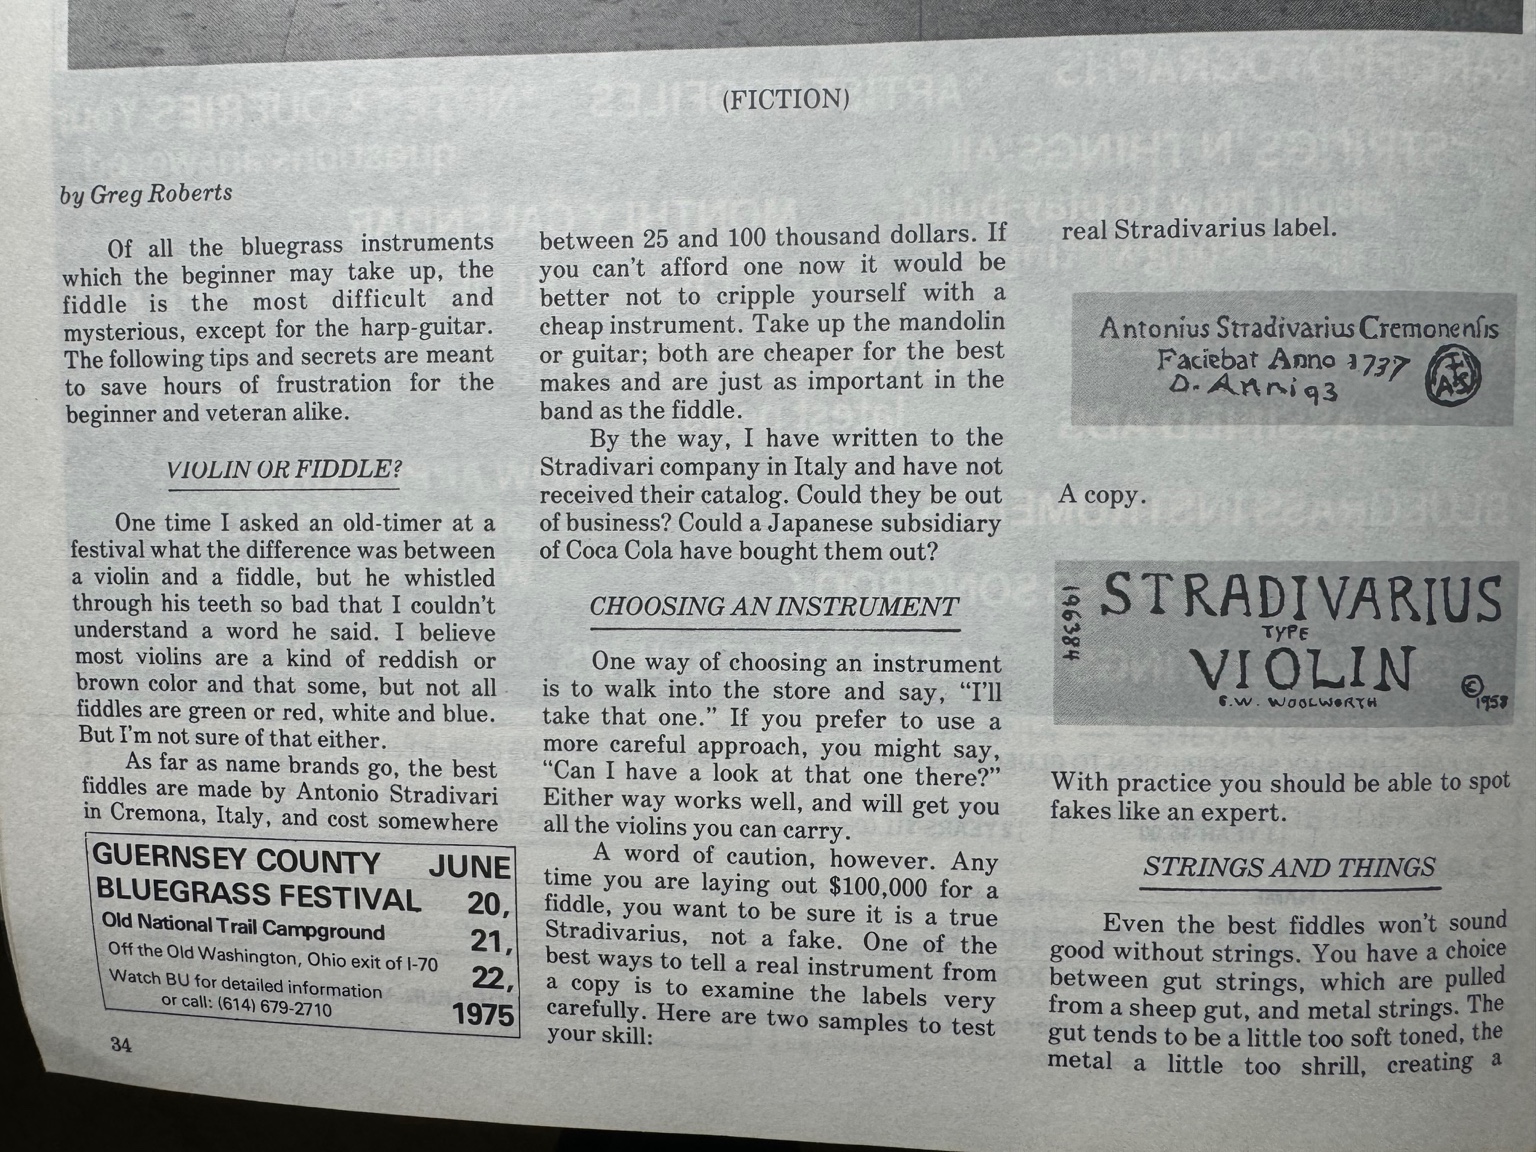 (FICTION)
by Greg Roberts
Of all the bluegrass instruments
which the beginner may take up, the
fiddle is the most difficult and
mysterious, except for the harp-guitar.
The following tips and secrets are meant
to save hours of frustration for the
beginner and veteran alike.
VIOLIN OR FIDDLE?
One time I asked an old-timer at a
festival what the difference was between
a violin and a fiddle, but he whistled
through his teeth so bad that I couldn't
understand a word he said. I believe
most violins are a kind of reddish or
brown color and that some, but not all
fiddles are green or red, white and blue.
But I'm not sure of that either.
As far as name brands go, the best
fiddles are made by Antonio Stradivari
in Cremona, Italy, and cost somewhere
GUERNSEY COUNTY JUNE
BLUEGRASS FESTIVAL 20,
Old National Trail Campground 21,
Off the Old Washington, Ohio exit of I-70
Watch BU for detailed information 22,
or call: (614) 679-2710 1975
34
between 25 and 100 thousand dollars. If
you can't afford one now it would be
better not to cripple yourself with a
cheap instrument. Take up the mandolin
or guitar; both are cheaper for the best
makes and are just as important in the
band as the fiddle.
By the way, I have written to the
Stradivari company in Italy and have not
received their catalog. Could they be out
of business? Could a Japanese subsidiary
of Coca Cola have bought them out?
CHOOSING AN INSTRUMENT
One way of choosing an instrument
is to walk into the store and say, "I'll
take that one." If you prefer to use a
more careful approach, you might say,
"Can I have a look at that one there?"
Either way works well, and will get you
all the violins you can carry.
A word of caution, however. Any
time you are laying out $100,000 for a
fiddle, you want to be sure it is a true
Stradivarius, not a fake. One of the
best ways to tell a real instrument from
a copy is to examine the labels very
carefully. Here are two samples to test
your skill:
real Stradivarius label.
Antonius Stradivarius Cremonensis
Faciebat Anno 1737
D. Anni 93
A copy.
196384
STRADIVARIUS
TYPE
VIOLIN
WOOLWORTH
© 1958
With practice you should be able to spot
fakes like an expert.
STRINGS AND THINGS
Even the best fiddles won't sound
good without strings. You have a choice
between gut strings, which are pulled
from a sheep gut, and metal strings. The
gut tends to be a little too soft toned, the
metal a little too shrill, creating a